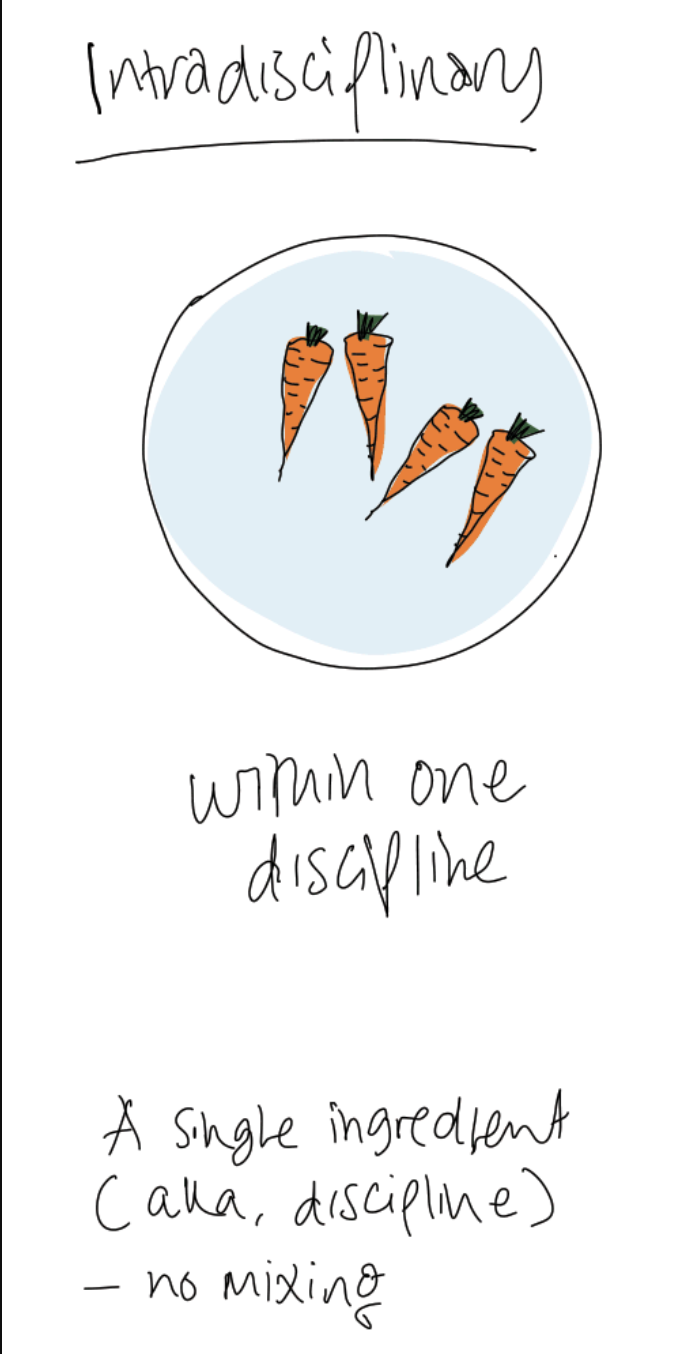 Intradisciplinary
within one
discipline
A single ingredient
(aka, discipline)
– no mixing